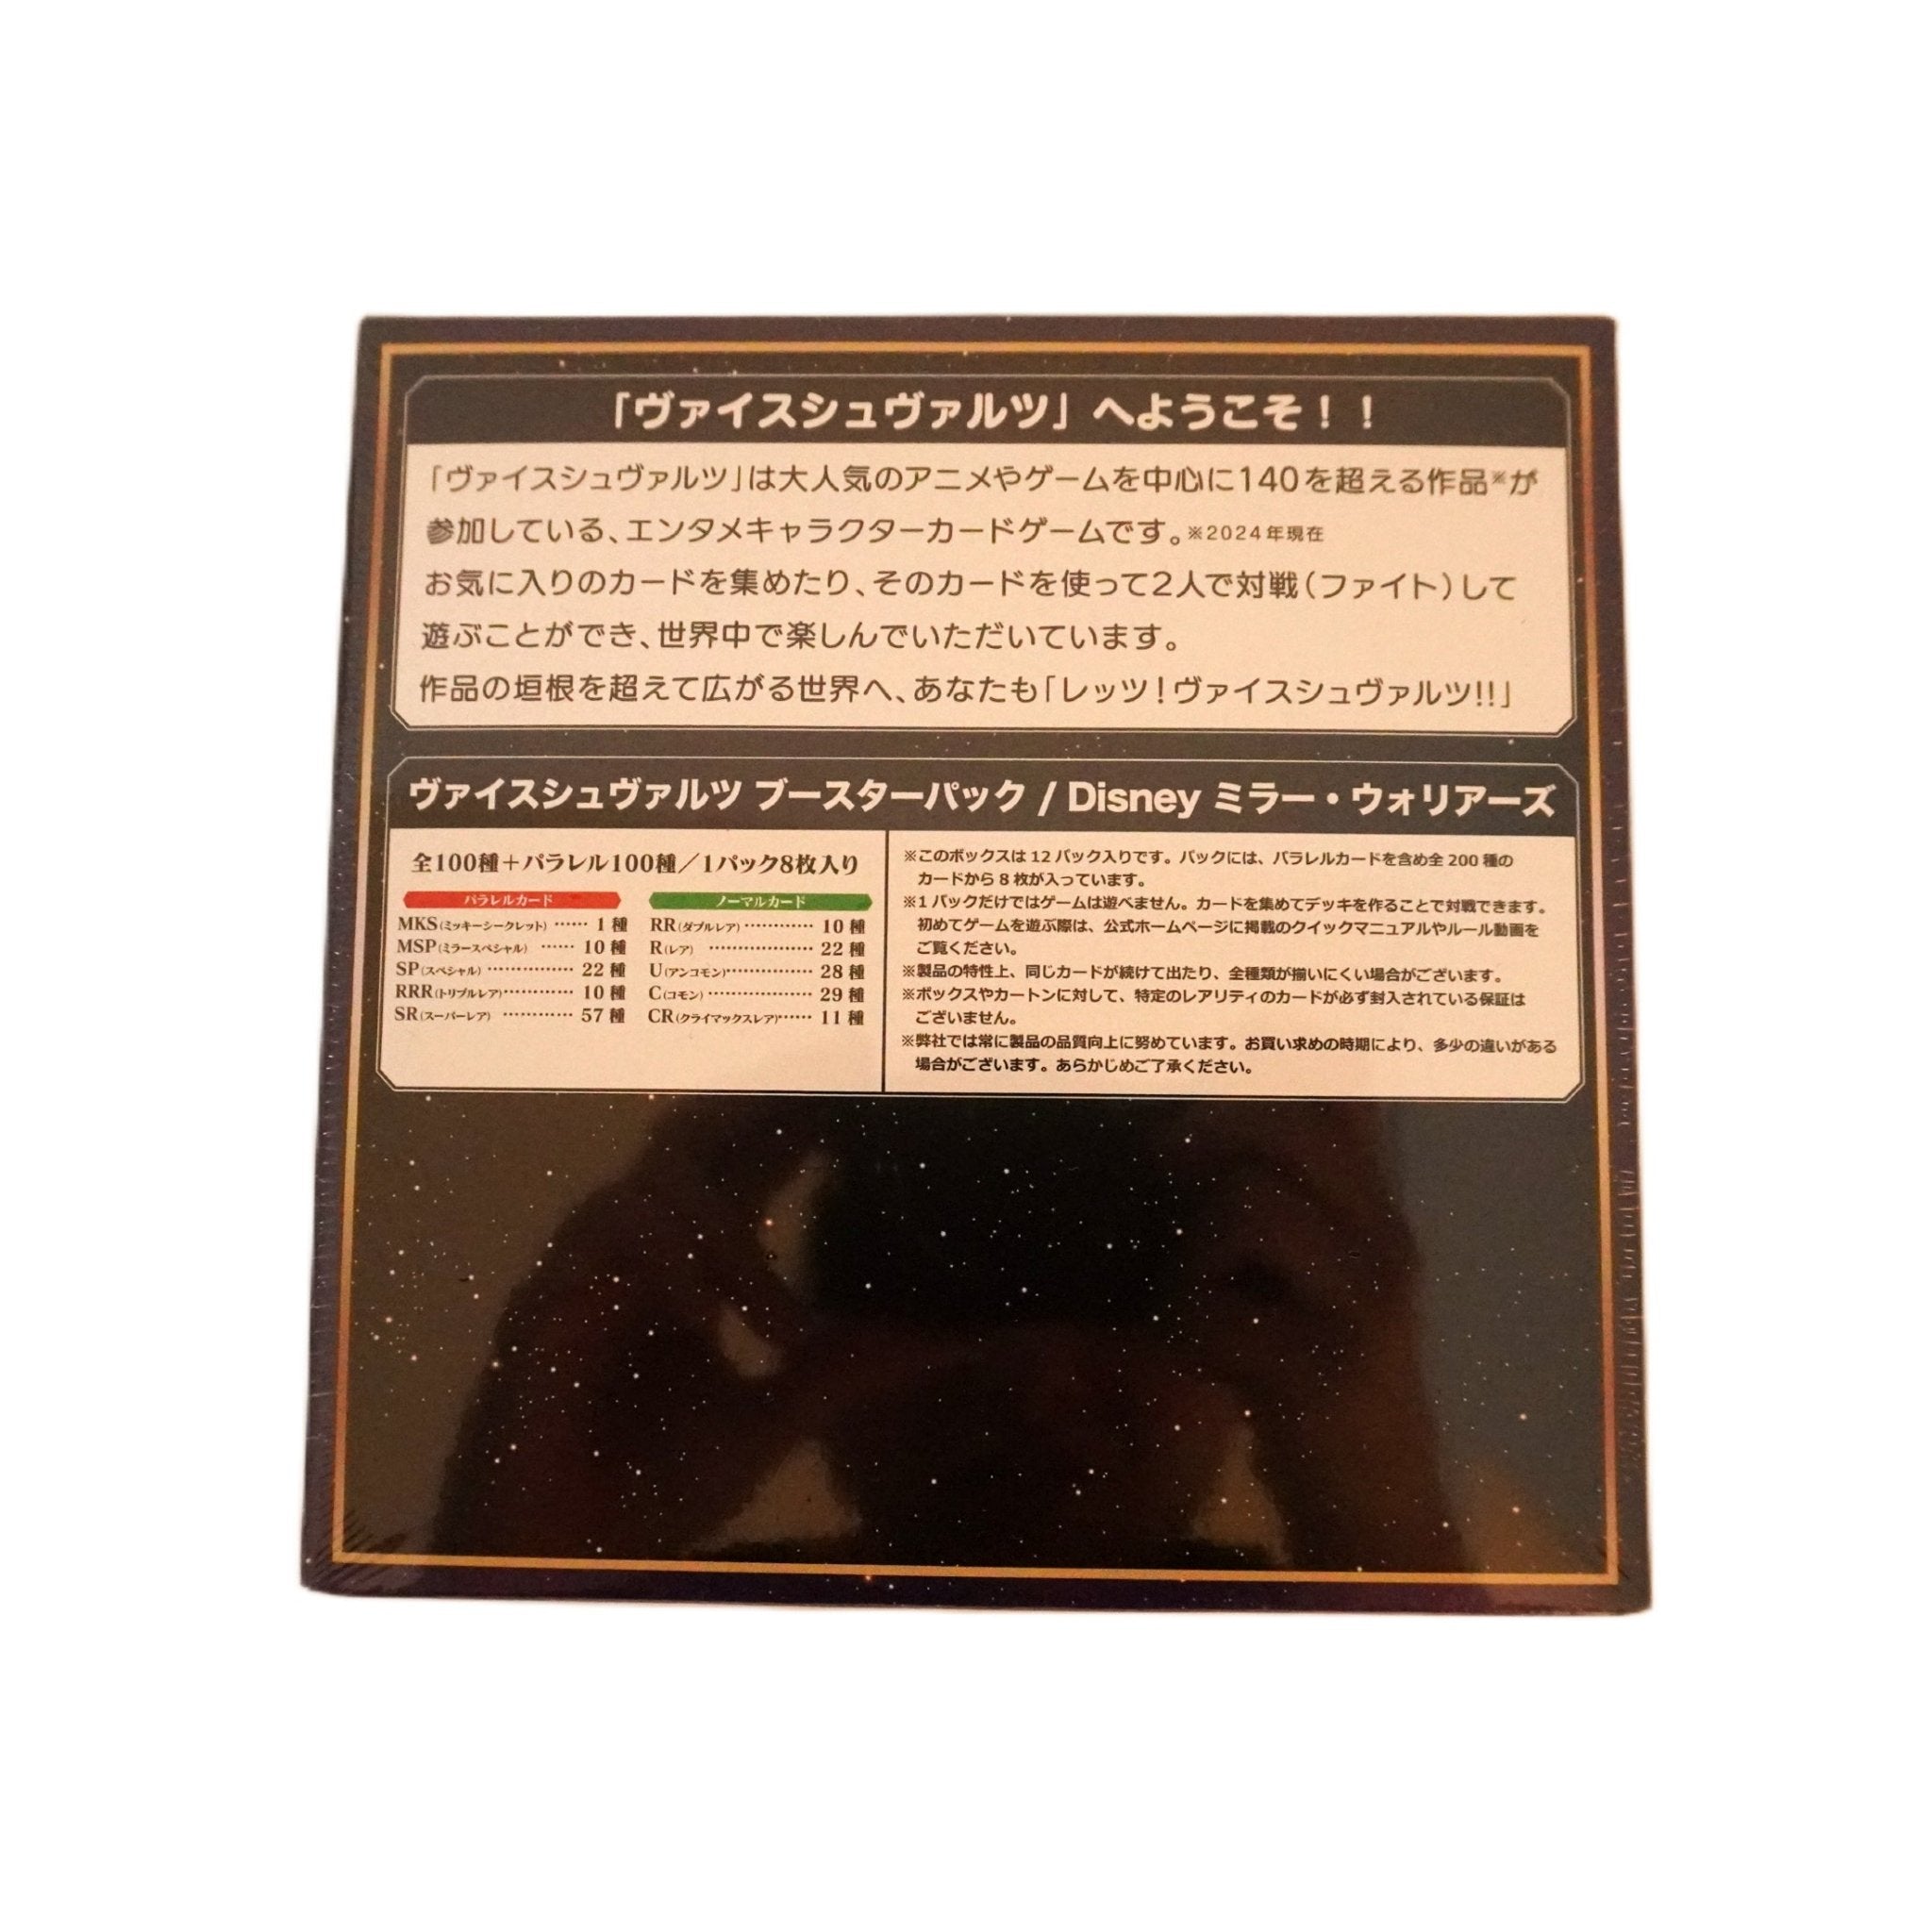 「ヴァイスシュヴァルツ」へようこそ！！
「ヴァイスシュヴァルツ」は大人気のアニメやゲームを中心に140を超える作品※が
参加している、エンタメキャラクターカードゲームです。※2024年現在
お気に入りのカードを集めたり、そのカードを使って2人で対戦（ファイト）して
遊ぶことができ、世界中で楽しんでいただいています。
作品の垣根を超えて広がる世界へ、あなたも「レッツ！ヴァイスシュヴァルツ!!」
ヴァイスシュヴァルツ ブースターパック / Disney ミラー・ウォリアーズ
全100種＋パラレル100種／1パック8枚入り
パラレルカード
MKS(ミッキーシークレット) ⋯⋯ 1 種
MSP(ミラースペシャル) ⋯⋯ 10 種
SP(スペシャル) ⋯⋯⋯⋯⋯ 22 種
RRR(トリプルレア)⋯⋯⋯⋯ 10 種
SR(スーパーレア) ⋯⋯⋯⋯ 57 種
ノーマルカード
RR(ダブルレア) ⋯⋯⋯⋯ 10 種
R(レア) ⋯⋯⋯⋯⋯⋯ 22 種
U(アンコモン)⋯⋯⋯⋯⋯ 28 種
C(コモン) ⋯⋯⋯⋯⋯⋯ 29 種
CR(クライマックスレア)⋯⋯ 11 種
※このボックスは 12 パック入りです。パックには、パラレルカードを含め全 200 種の
カードから 8 枚が入っています。
※1 パックだけではゲームは遊べません。カードを集めてデッキを作ることで対戦できます。
初めてゲームを遊ぶ際は、公式ホームページに掲載のクイックマニュアルやルール動画を
ご覧ください。
※製品の特性上、同じカードが続けて出たり、全種類が揃いにくい場合がございます。
※ボックスやカートンに対して、特定のレアリティのカードが必ず封入されている保証は
ございません。
※弊社では常に製品の品質向上に努めています。お買い求めの時期により、多少の違いがある
場合がございます。あらかじめご了承ください。